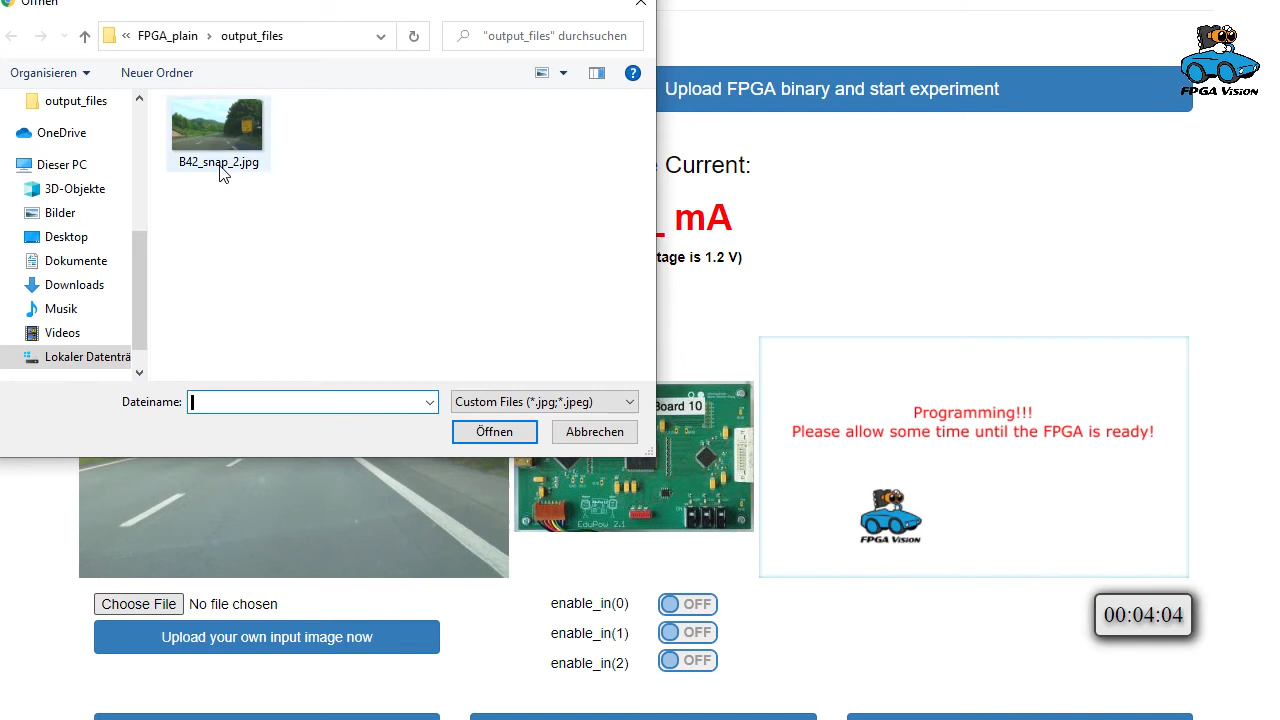 Öffnen
FPGA_plain
output_files
"output_files" durchsuchen
Organisieren
Neuer Ordner
output_files
OneDrive
Dieser PC
3D-Objekte
Bilder
Desktop
Dokumente
Downloads
Musik
Videos
Lokaler Datenträ
B42_snap_2.jpg
Dateiname:
Custom Files (*.jpg;*.jpeg)
Öffnen
Abbrechen
Upload FPGA binary and start experiment
FPGA Vision
Current:
mA
tage is 1.2 V)
Board 10
EduPow 2.1
Programming!!!
Please allow some time until the FPGA is ready!
FPGA Vision
Choose File No file chosen
Upload your own input image now
enable_in(0) OFF
enable_in(1) OFF
enable_in(2) OFF
00:04:04